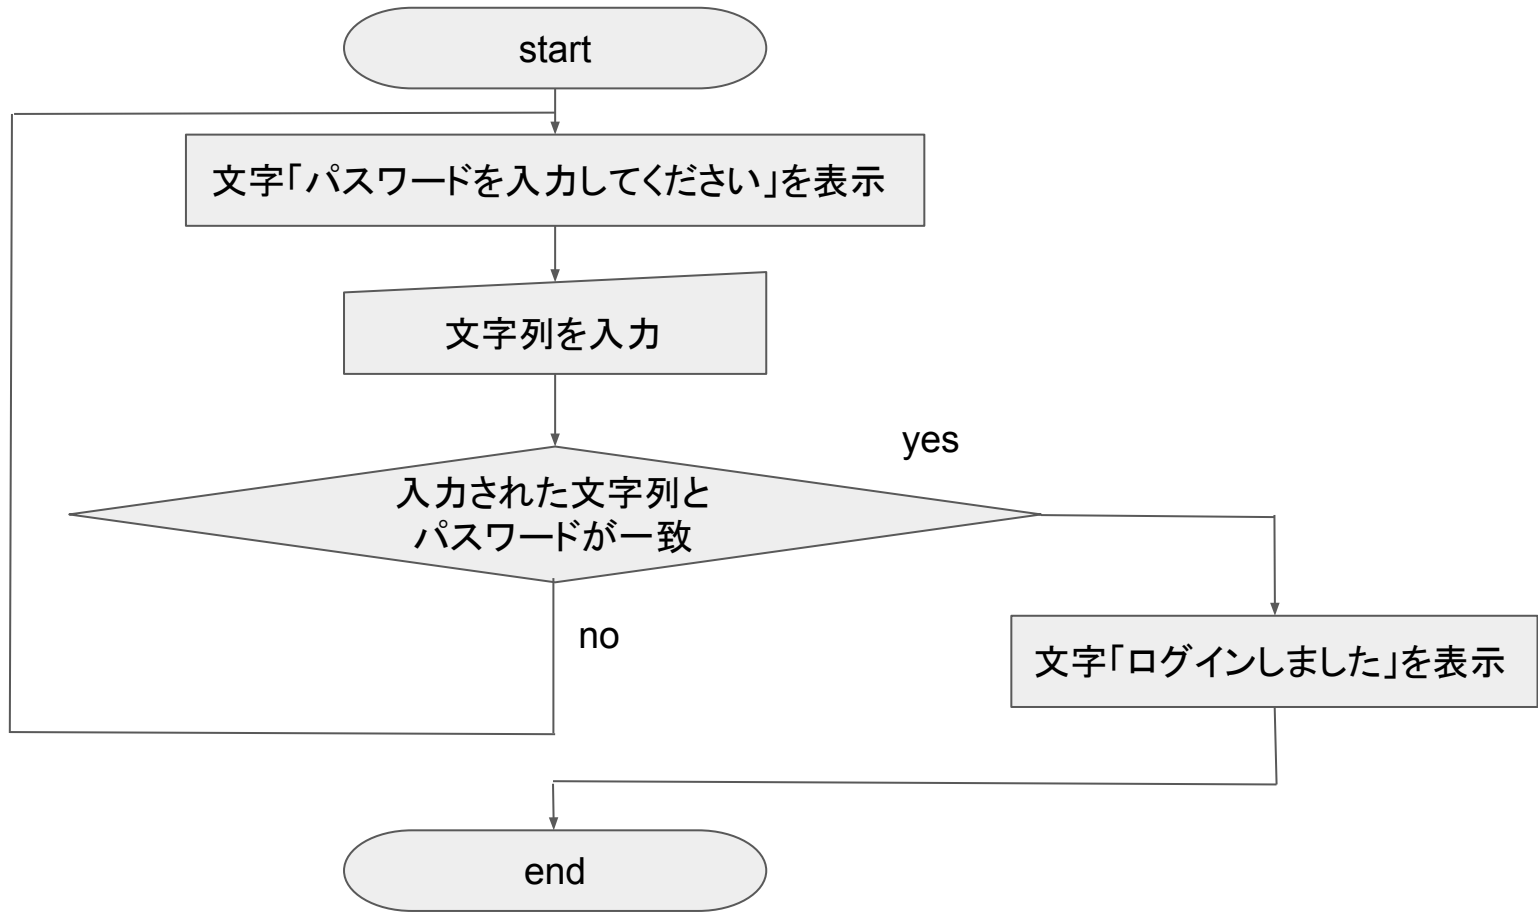 start
文字「パスワードを入力してください」を表示
文字列を入力
yes
入力された文字列と
パスワードが一致
no
文字「ログインしました」を表示
end